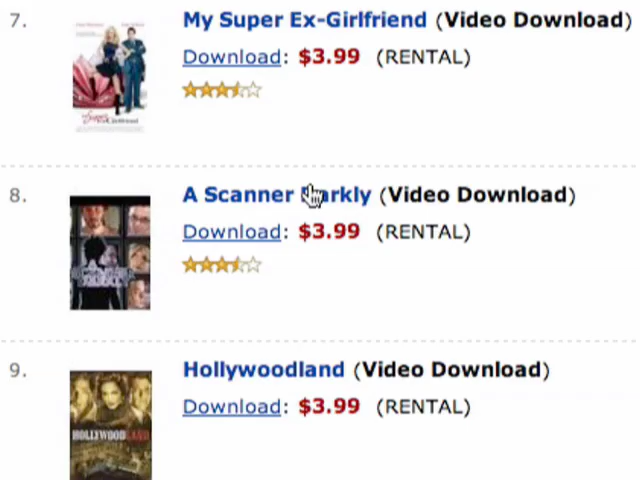 7.
My Super Ex-Girlfriend (Video Download)
Download: $3.99 (RENTAL)
8.
A Scanner Darkly (Video Download)
Download: $3.99 (RENTAL)
9.
Hollywoodland (Video Download)
HOLLYWOODLAND
Download: $3.99 (RENTAL)